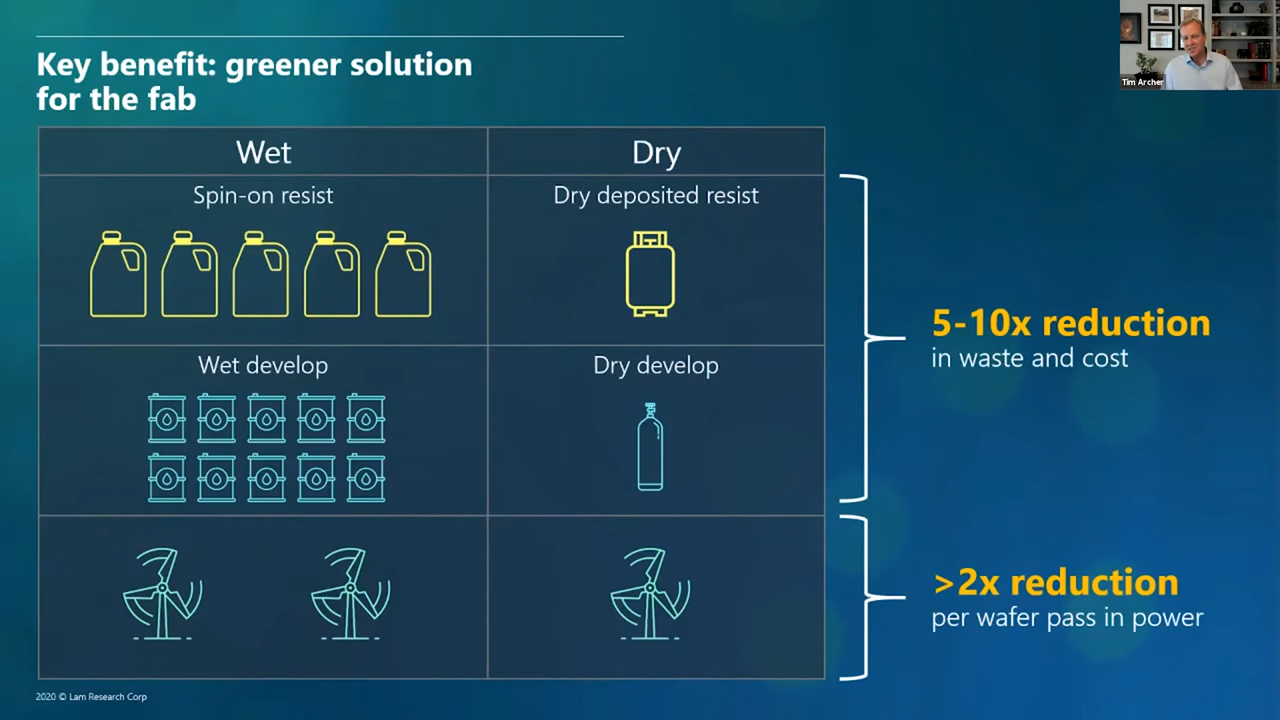 Key benefit: greener solution
for the fab
Tim Archer
Wet
Dry
Spin-on resist
Dry deposited resist
Wet develop
Dry develop
5-10x reduction
in waste and cost
>2x reduction
per wafer pass in power
2020 © Lam Research Corp